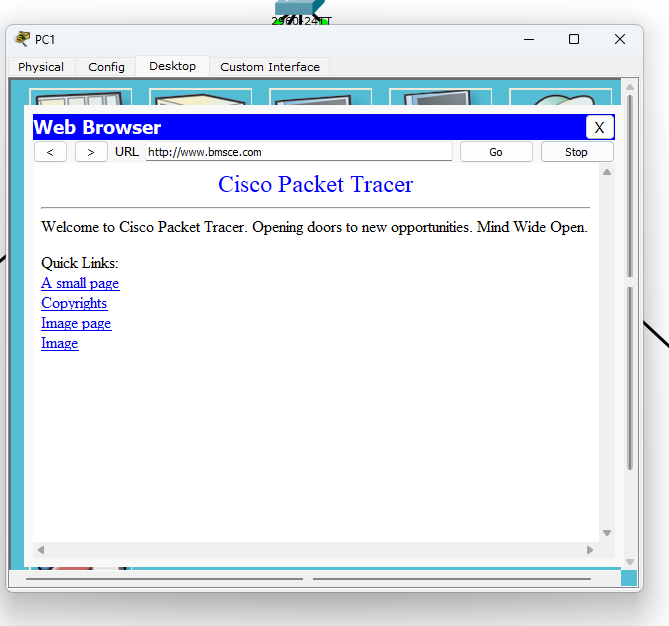 2960-24TT
PC1
Physical Config Desktop Custom Interface
Web Browser X
< > URL http://www.bmsce.com Go Stop
Cisco Packet Tracer
Welcome to Cisco Packet Tracer. Opening doors to new opportunities. Mind Wide Open.
Quick Links:
A small page
Copyrights
Image page
Image